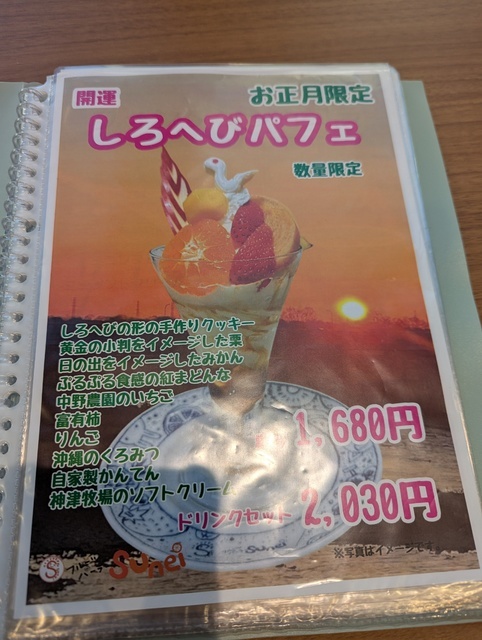 開運
お正月限定
しろへびパフェ
数量限定
しろへびの形の手作りクッキー
黄金の小判をイメージした栗
日の出をイメージしたみかん
ぷるぷる食感の紅まどんな
中野農園のいちご
富有柿
りんご
沖縄のくろみつ
自家製かんてん
神津牧場のソフトクリーム
1,680円
ドリンクセット 2,030円
※写真はイメージです
S
Sunei
sunei